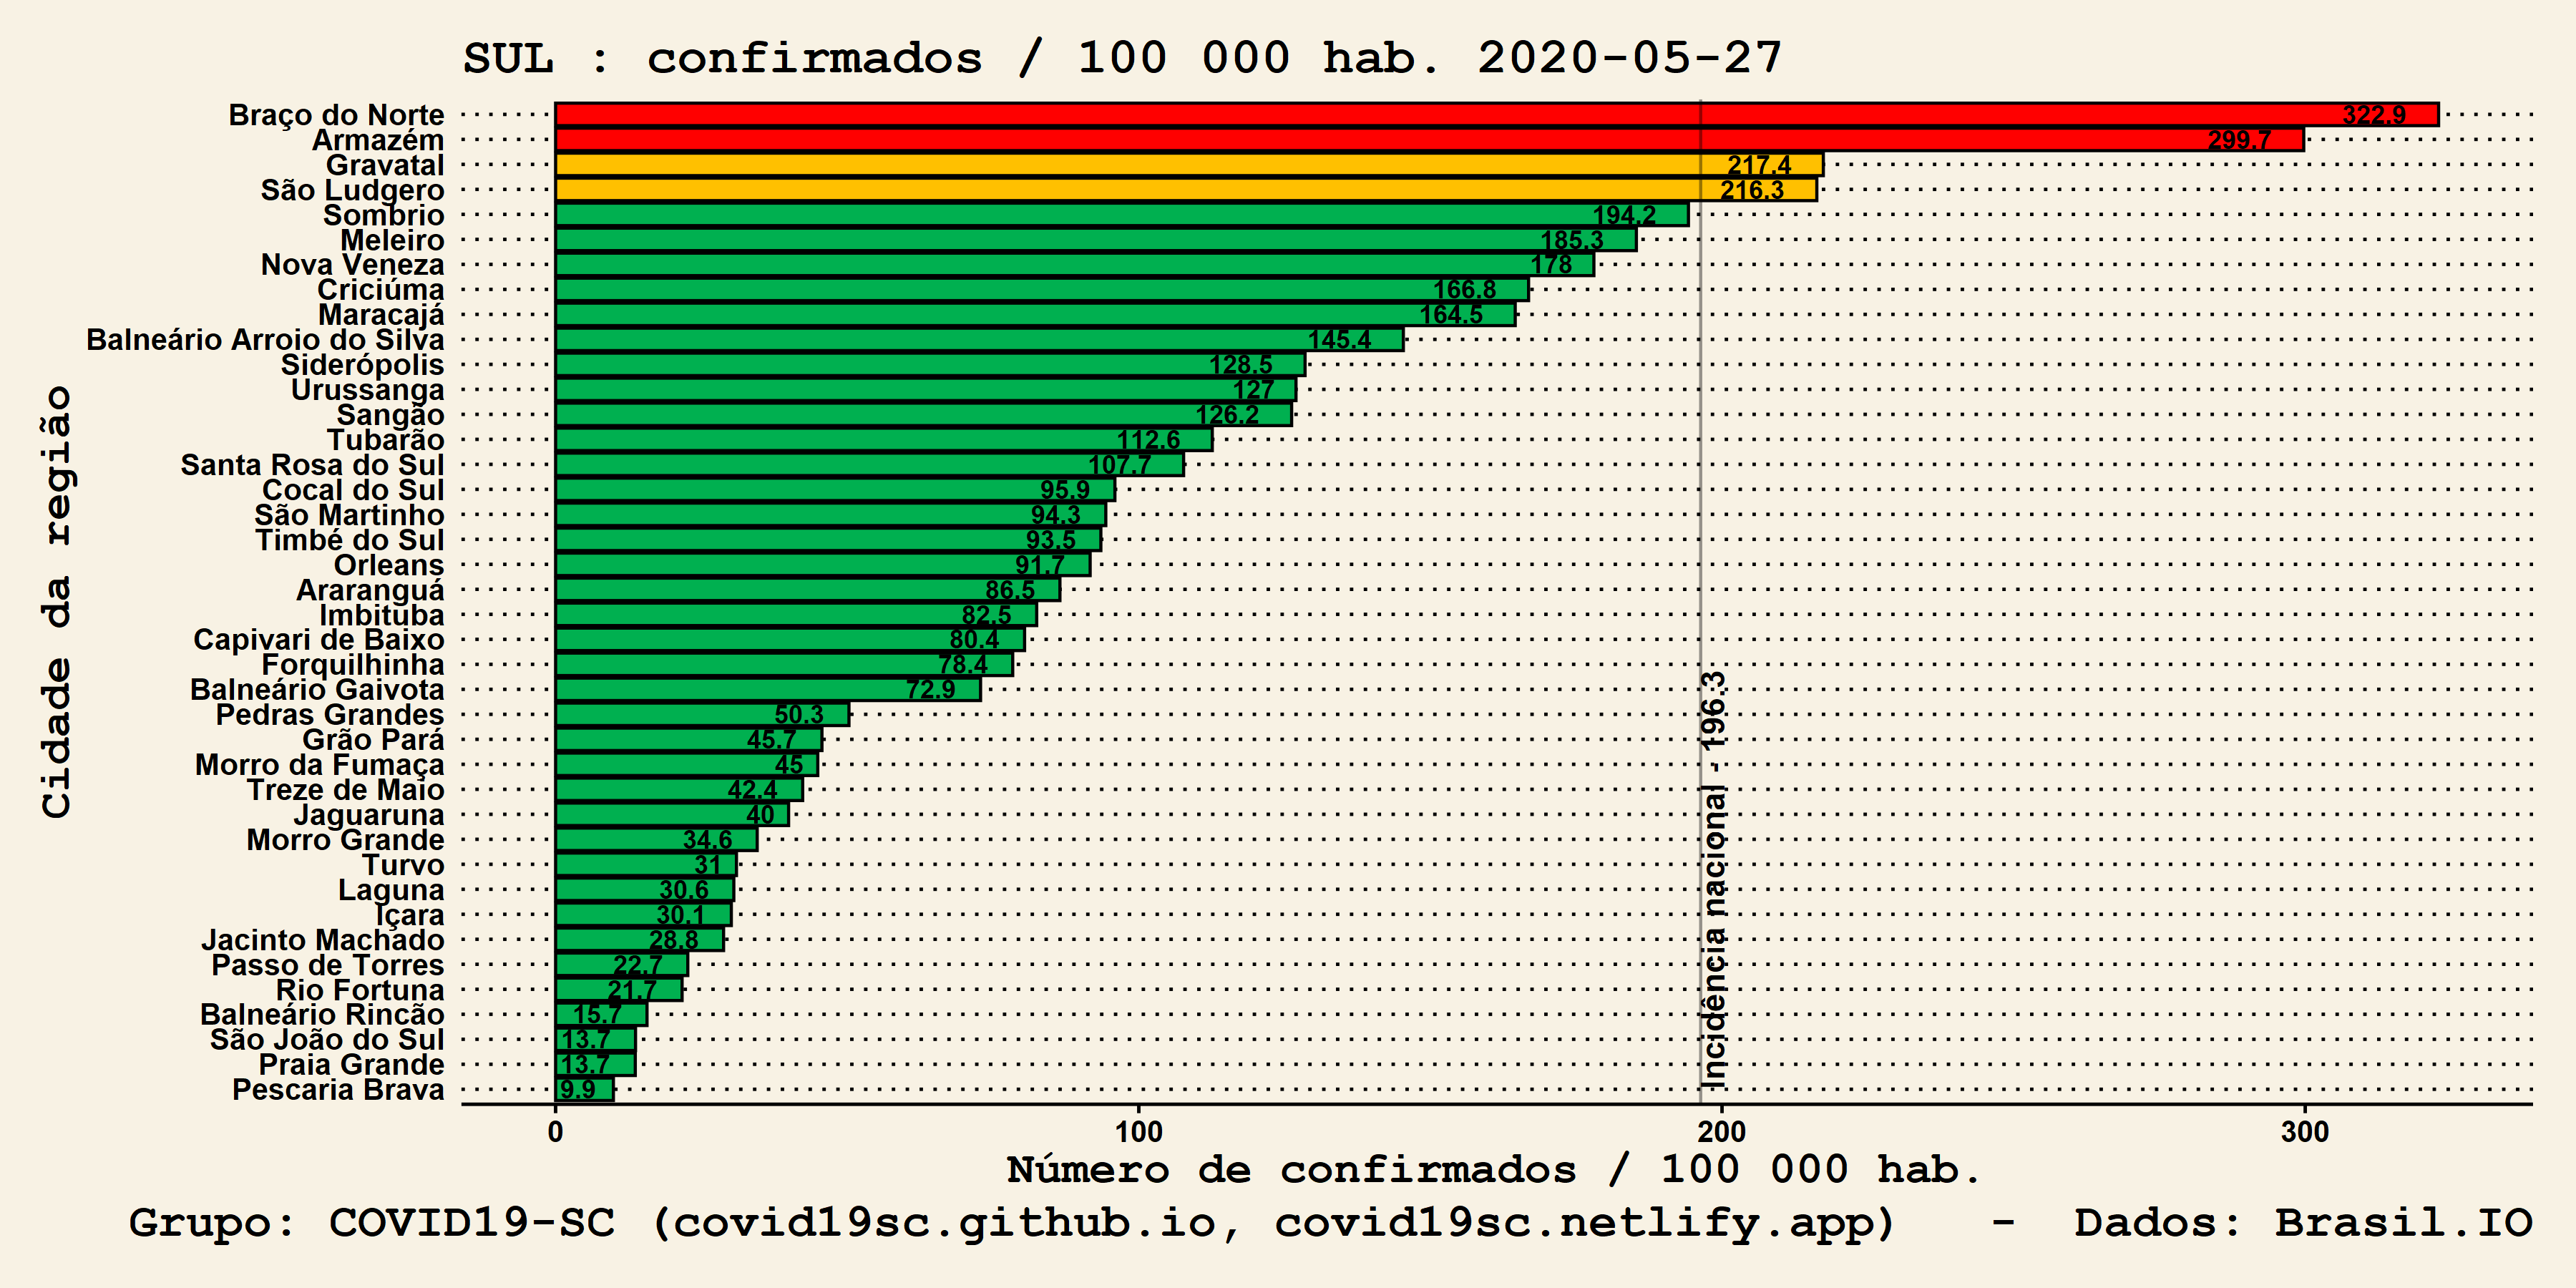 SUL : confirmados / 100 000 hab. 2020-05-27
Braço do Norte 322.9
Armazém 299.7
Gravatal 217.4
São Ludgero 216.3
Sombrio 194.2
Meleiro 185.3
Nova Veneza 178
Criciúma 166.8
Maracajá 164.5
Balneário Arroio do Silva 145.4
Siderópolis 128.5
Urussanga 127
Sangão 126.2
Tubarão 112.6
Santa Rosa do Sul 107.7
Cocal do Sul 95.9
São Martinho 94.3
Timbé do Sul 93.5
Orleans 91.7
Araranguá 86.5
Imbituba 82.5
Capivari de Baixo 80.4
Forquilhinha 78.4
Balneário Gaivota 72.9
Pedras Grandes 50.3
Grão Pará 45.7
Morro da Fumaça 45
Treze de Maio 42.4
Jaguaruna 40
Morro Grande 34.6
Turvo 31
Laguna 30.6
Içara 30.1
Jacinto Machado 28.8
Passo de Torres 22.7
Rio Fortuna 21.7
Balneário Rincão 15.7
São João do Sul 13.7
Praia Grande 13.7
Pescaria Brava 9.9
Cidade da região
Incidência nacional - 196.3
0 100 200 300
Número de confirmados / 100 000 hab.
Grupo: COVID19-SC (covid19sc.github.io, covid19sc.netlify.app) - Dados: Brasil.IO